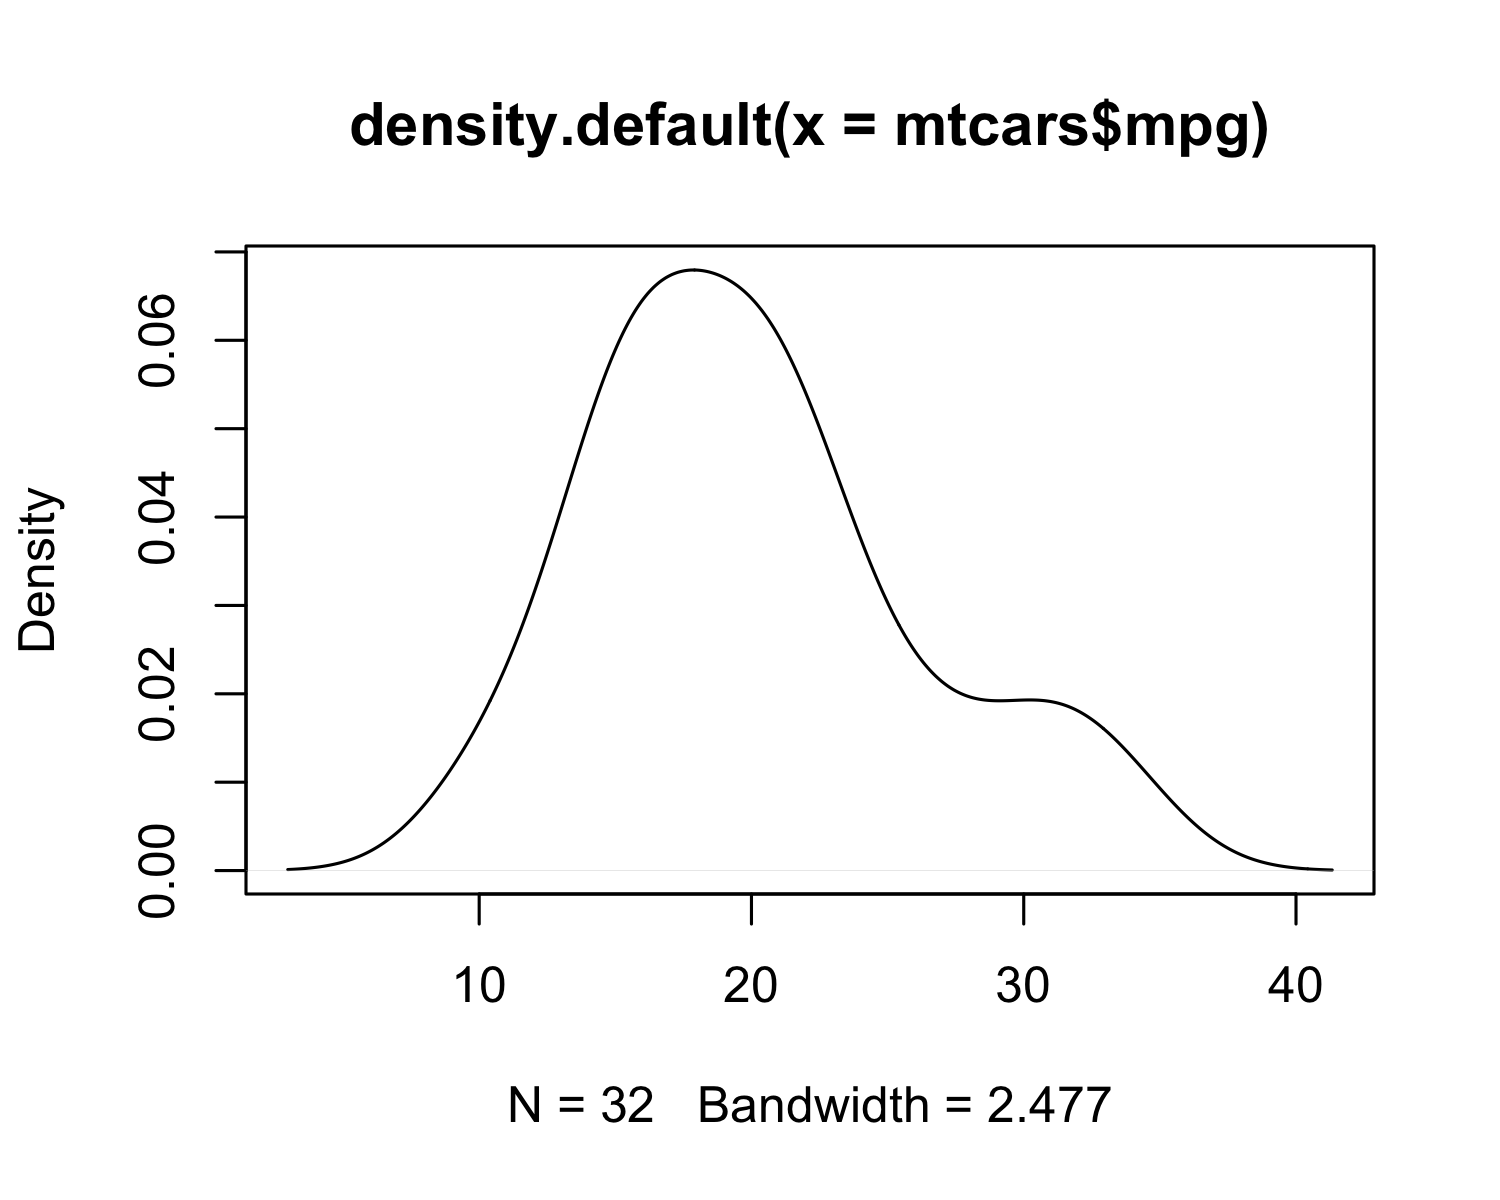 density.default(x = mtcars$mpg)
Density
0.06
0.04
0.02
0.00
10 20 30 40
N = 32 Bandwidth = 2.477